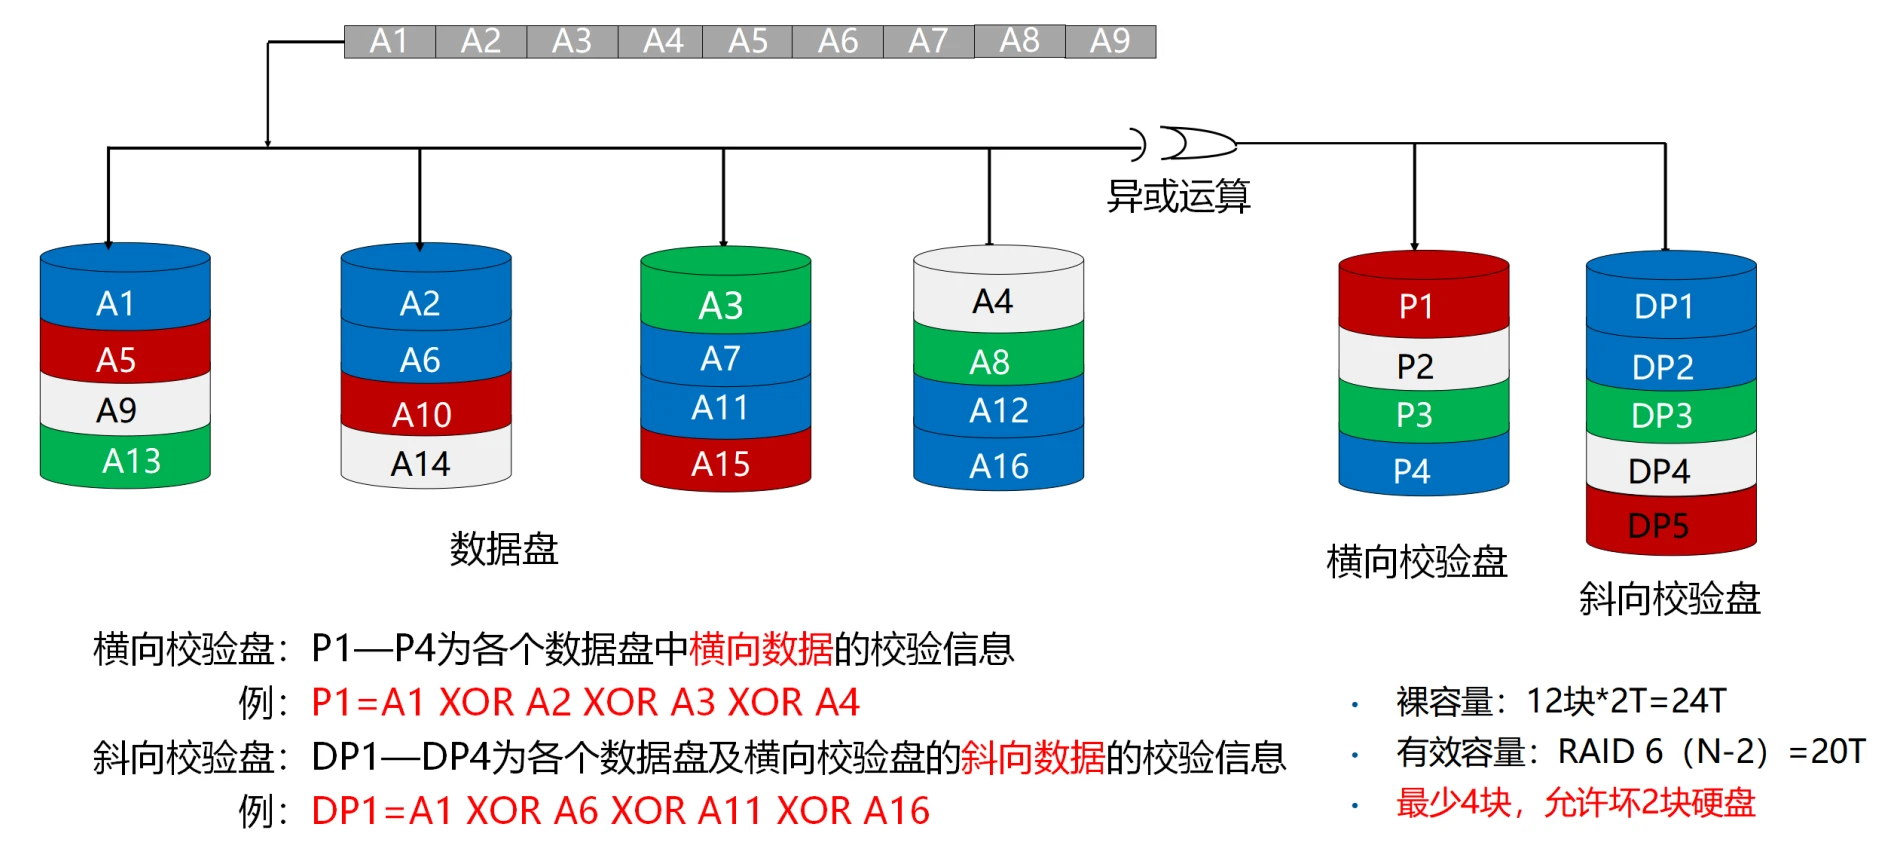 A1 A2 A3 A4 A5 A6 A7 A8 A9
异或运算
A1 A2 A3 A4 P1 DP1
A5 A6 A7 A8 P2 DP2
A9 A10 A11 A12 P3 DP3
A13 A14 A15 A16 P4 DP4
DP5
数据盘
横向校验盘
斜向校验盘
横向校验盘：P1—P4为各个数据盘中横向数据的校验信息
例：P1=A1 XOR A2 XOR A3 XOR A4
斜向校验盘：DP1—DP4为各个数据盘及横向校验盘的斜向数据的校验信息
例：DP1=A1 XOR A6 XOR A11 XOR A16
• 裸容量：12块*2T=24T
• 有效容量：RAID 6（N-2）=20T
• 最少4块，允许坏2块硬盘